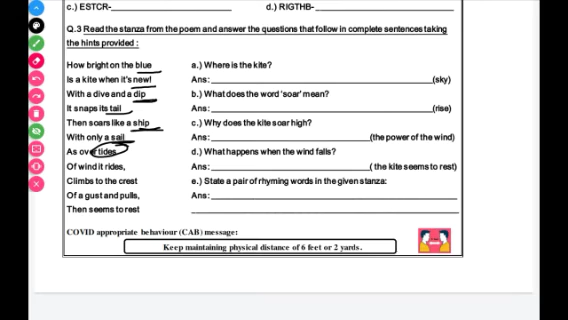 c.) ESTCR-
d.) RIGTHB-
Q.3 Read the stanza from the poem and answer the questions that follow in complete sentences taking
the hints provided :
How bright on the blue
a.) Where is the kite?
Is a kite when it's new!
Ans: (sky)
With a dive and a dip
b.) What does the word 'soar' mean?
It snaps its tail
Ans: (rise)
Then soars like a ship
c.) Why does the kite soar high?
With only a sail
Ans: (the power of the wind)
As over tides
d.) What happens when the wind falls?
Of wind it rides,
Ans: ( the kite seems to rest)
Climbs to the crest
e.) State a pair of rhyming words in the given stanza:
Of a gust and pulls,
Ans:
Then seems to rest
COVID appropriate behaviour (CAB) message:
Keep maintaining physical distance of 6 feet or 2 yards.